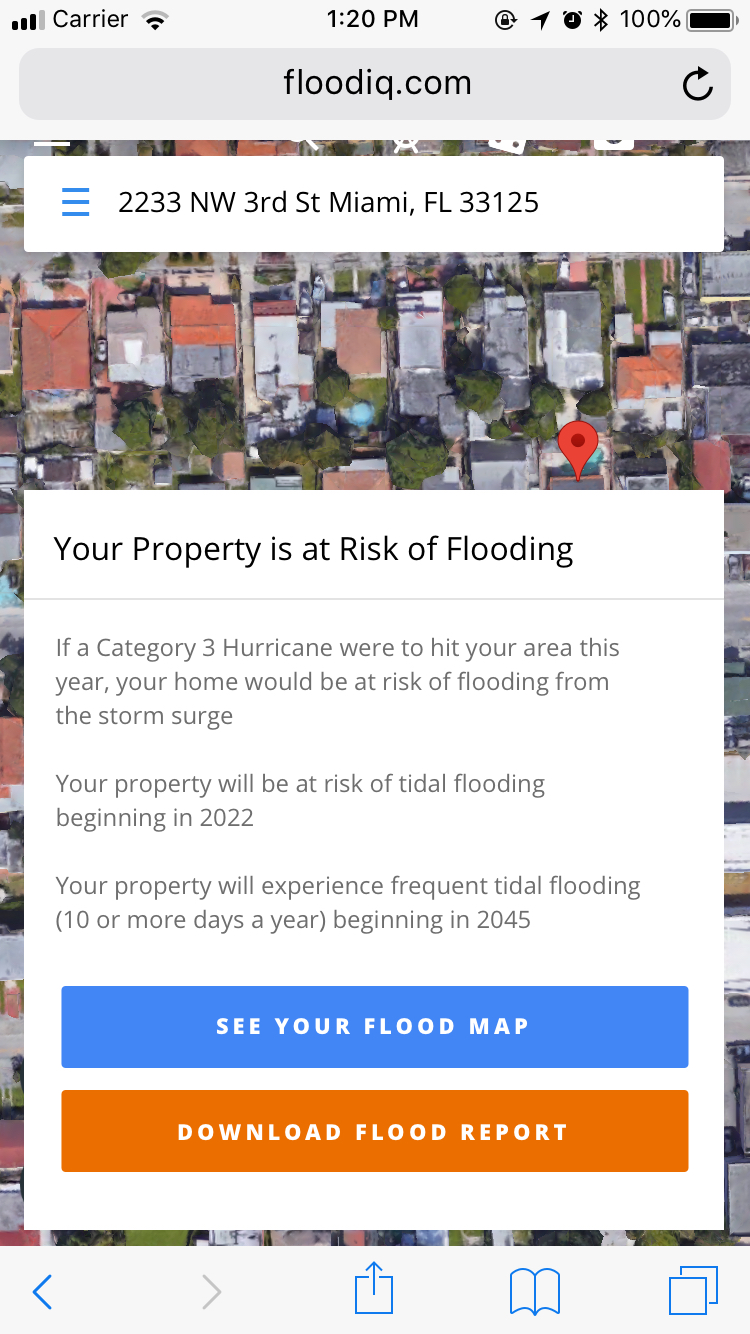 Carrier 1:20 PM 100%
floodiq.com
2233 NW 3rd St Miami, FL 33125
Your Property is at Risk of Flooding
If a Category 3 Hurricane were to hit your area this
year, your home would be at risk of flooding from
the storm surge
Your property will be at risk of tidal flooding
beginning in 2022
Your property will experience frequent tidal flooding
(10 or more days a year) beginning in 2045
SEE YOUR FLOOD MAP
DOWNLOAD FLOOD REPORT